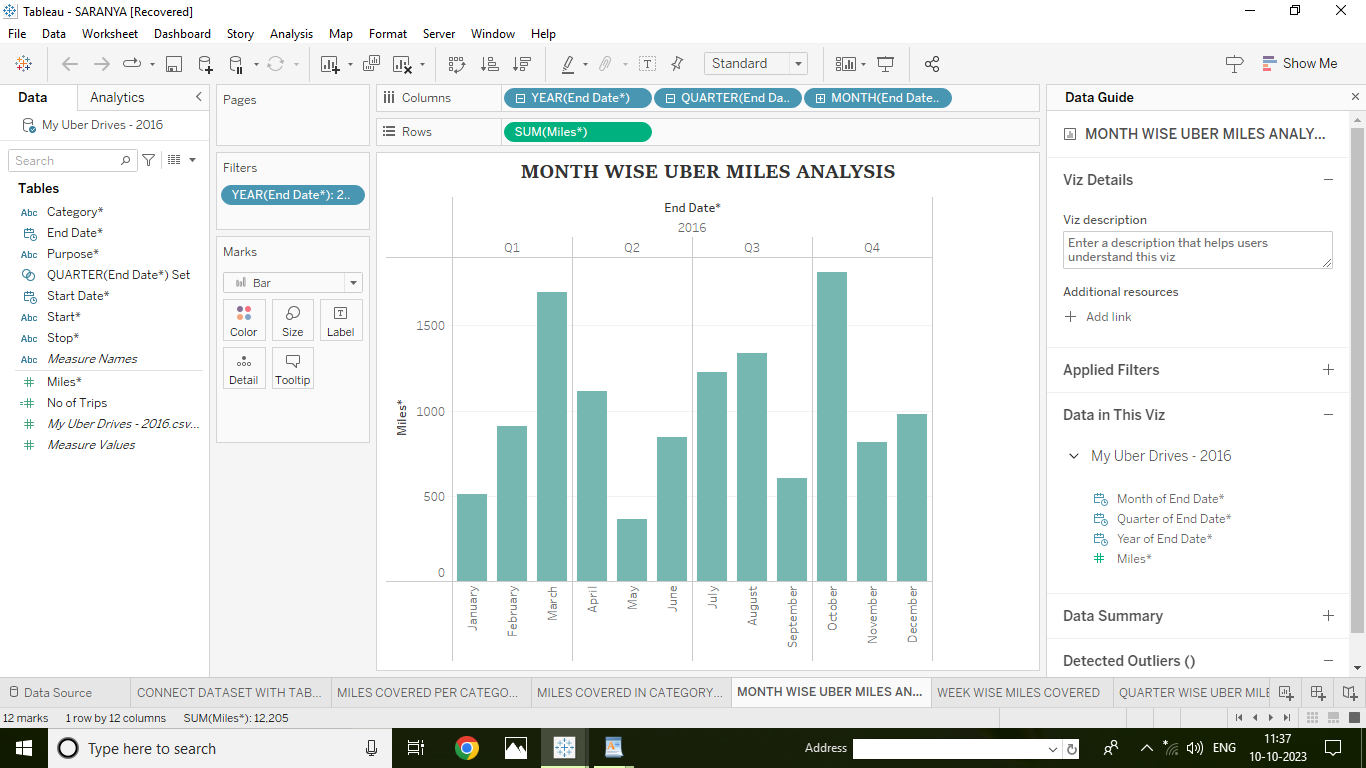 Tableau - SARANYA [Recovered]
File Data Worksheet Dashboard Story Analysis Map Format Server Window Help
Standard
Show Me
Data Analytics
My Uber Drives - 2016
Search
Tables
Abc Category*
End Date*
Abc Purpose*
QUARTER(End Date*) Set
Start Date*
Abc Start*
Abc Stop*
Abc Measure Names
Miles*
No of Trips
My Uber Drives - 2016.csv...
Measure Values
Pages
Filters
YEAR(End Date*): 2..
Marks
Bar
Color Size Label
Detail Tooltip
Columns YEAR(End Date*) QUARTER(End Da.. MONTH(End Date..
Rows SUM(Miles*)
MONTH WISE UBER MILES ANALYSIS
End Date*
2016
Q1 Q2 Q3 Q4
Miles*
1500
1000
500
0
January February March April May June July August September October November December
Data Guide
MONTH WISE UBER MILES ANALY...
Viz Details
Viz description
Enter a description that helps users
understand this viz
Additional resources
Add link
Applied Filters
Data in This Viz
My Uber Drives - 2016
Month of End Date*
Quarter of End Date*
Year of End Date*
Miles*
Data Summary
Detected Outliers ()
Data Source CONNECT DATASET WITH TAB... MILES COVERED PER CATEGO... MILES COVERED IN CATEGORY... MONTH WISE UBER MILES AN... WEEK WISE MILES COVERED QUARTER WISE UBER MILE
12 marks 1 row by 12 columns SUM(Miles*): 12,205
Type here to search
Address
ENG
11:37
10-10-2023